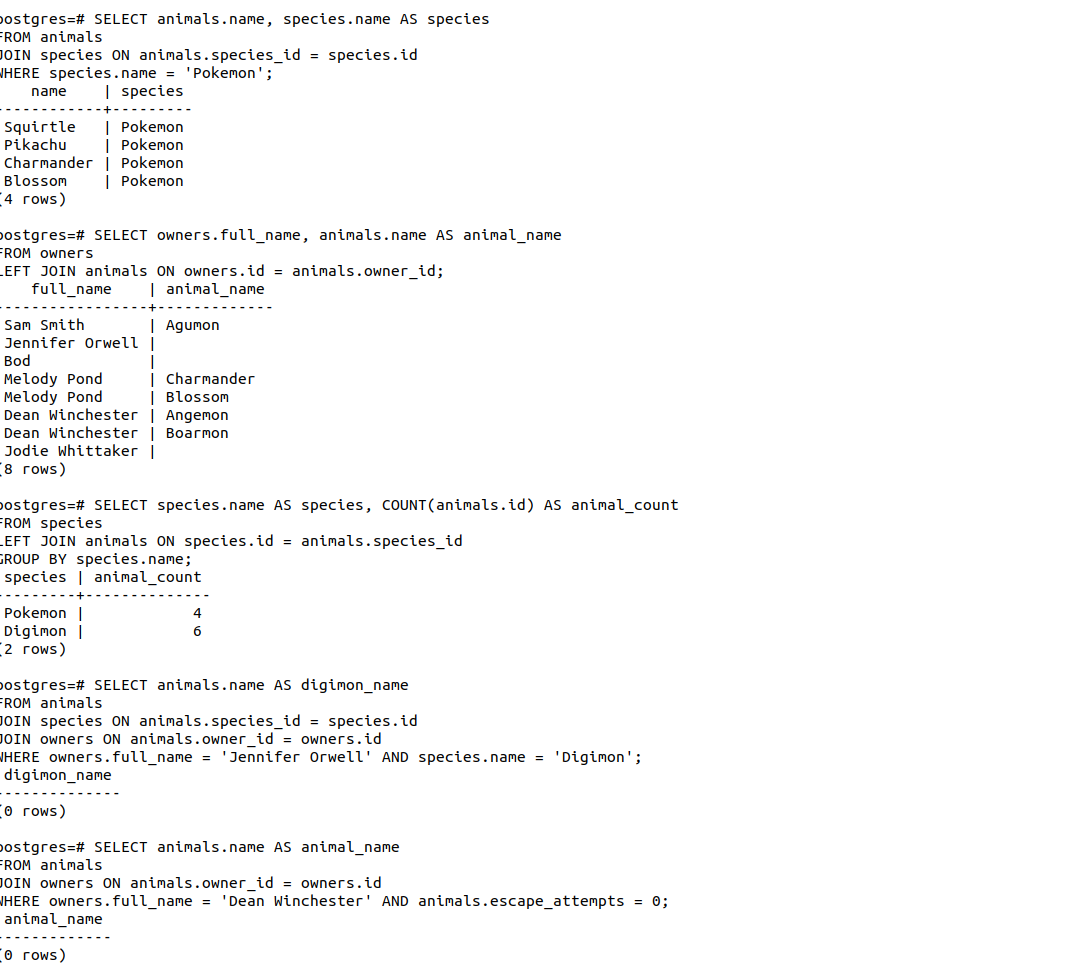 postgres=# SELECT animals.name, species.name AS species
FROM animals
JOIN species ON animals.species_id = species.id
WHERE species.name = 'Pokemon';
    name    | species
------------+---------
 Squirtle   | Pokemon
 Pikachu    | Pokemon
 Charmander | Pokemon
 Blossom    | Pokemon
(4 rows)

postgres=# SELECT owners.full_name, animals.name AS animal_name
FROM owners
LEFT JOIN animals ON owners.id = animals.owner_id;
    full_name    | animal_name
-----------------+-------------
 Sam Smith       | Agumon
 Jennifer Orwell |
 Bod             |
 Melody Pond     | Charmander
 Melody Pond     | Blossom
 Dean Winchester | Angemon
 Dean Winchester | Boarmon
 Jodie Whittaker |
(8 rows)

postgres=# SELECT species.name AS species, COUNT(animals.id) AS animal_count
FROM species
LEFT JOIN animals ON species.id = animals.species_id
GROUP BY species.name;
 species | animal_count
---------+--------------
 Pokemon |            4
 Digimon |            6
(2 rows)

postgres=# SELECT animals.name AS digimon_name
FROM animals
JOIN species ON animals.species_id = species.id
JOIN owners ON animals.owner_id = owners.id
WHERE owners.full_name = 'Jennifer Orwell' AND species.name = 'Digimon';
 digimon_name
--------------
(0 rows)

postgres=# SELECT animals.name AS animal_name
FROM animals
JOIN owners ON animals.owner_id = owners.id
WHERE owners.full_name = 'Dean Winchester' AND animals.escape_attempts = 0;
 animal_name
-------------
(0 rows)